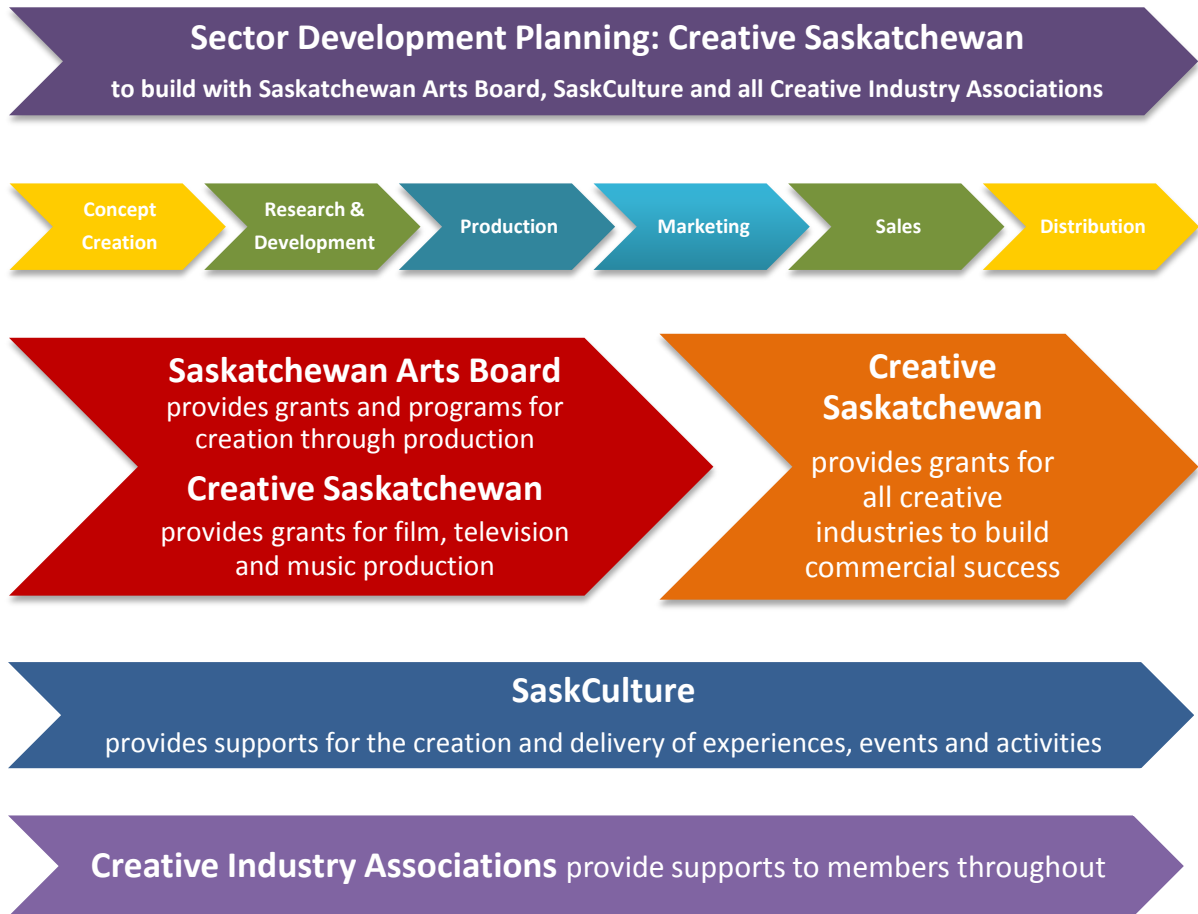 Sector Development Planning: Creative Saskatchewan
to build with Saskatchewan Arts Board, SaskCulture and all Creative Industry Associations
Concept
Creation
Research &
Development
Production
Marketing
Sales
Distribution
Saskatchewan Arts Board
provides grants and programs for
creation through production
Creative Saskatchewan
provides grants for film, television
and music production
Creative
Saskatchewan
provides grants for
all creative
industries to build
commercial success
SaskCulture
provides supports for the creation and delivery of experiences, events and activities
Creative Industry Associations provide supports to members throughout